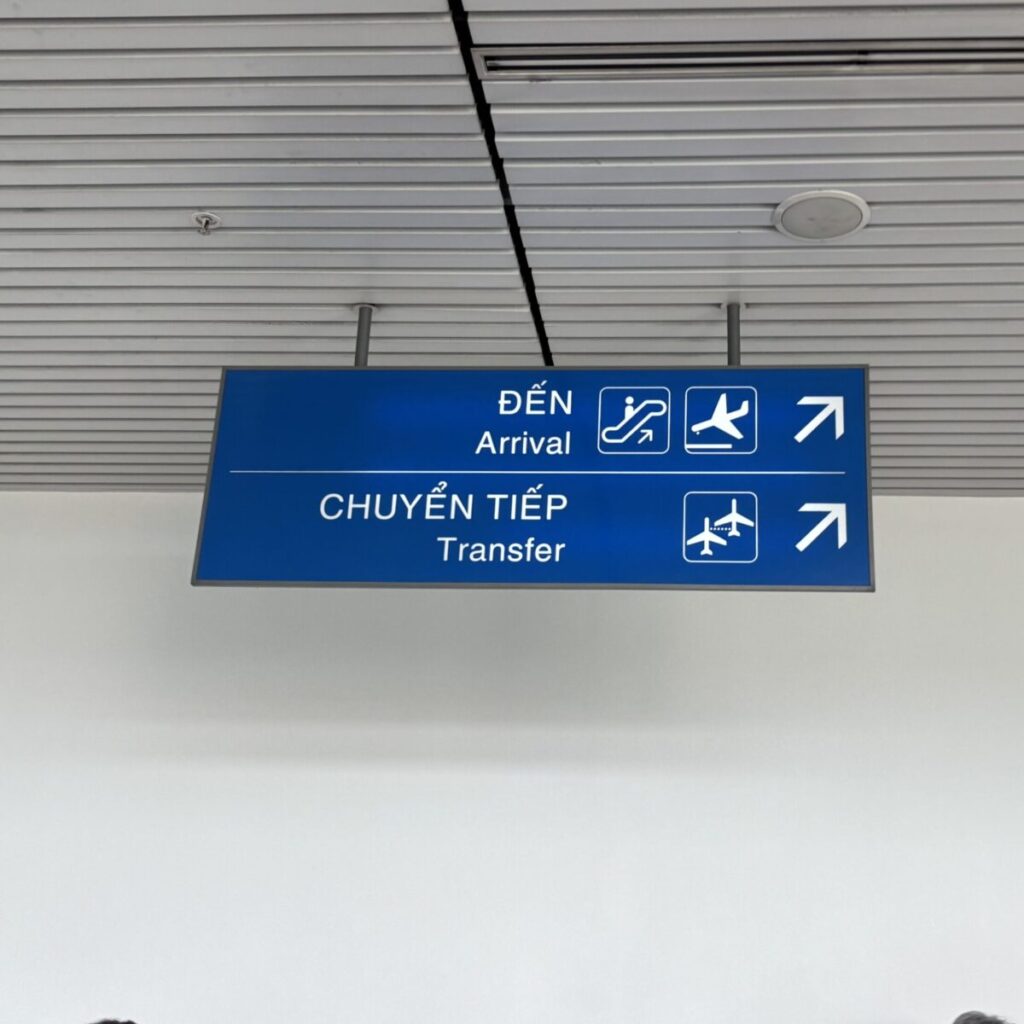 ĐẾN
Arrival
CHUYỂN TIẾP
Transfer